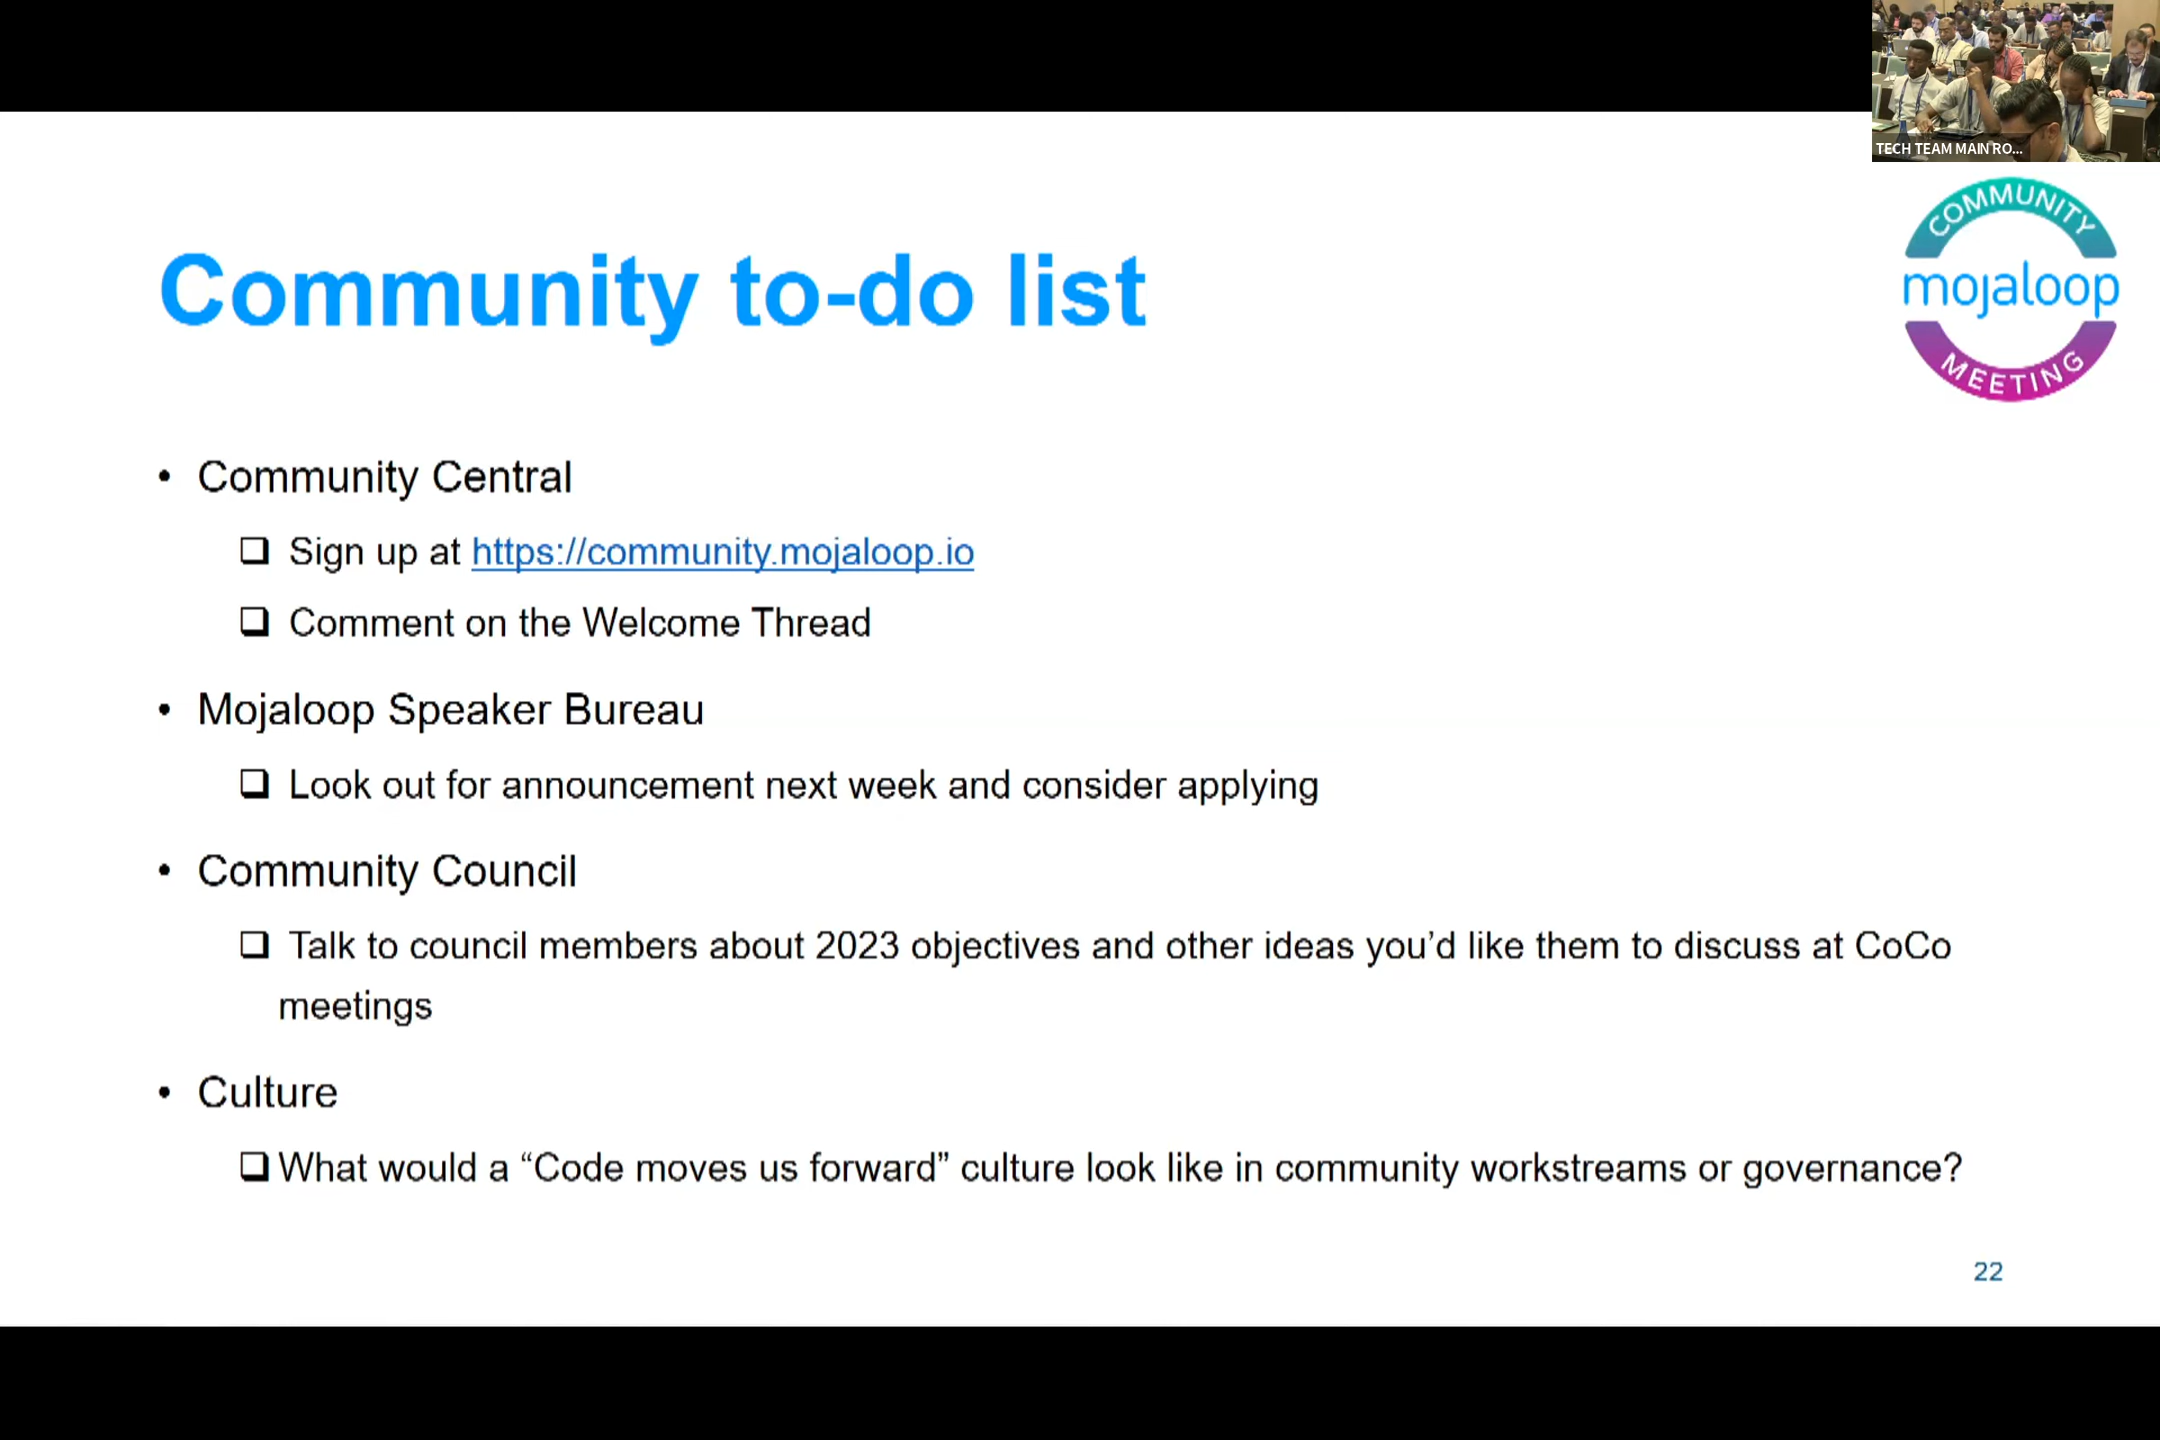 TECH TEAM MAIN RO...
COMMUNITY
mojaloop
MEETING
Community to-do list
• Community Central
❑ Sign up at https://community.mojaloop.io
❑ Comment on the Welcome Thread
• Mojaloop Speaker Bureau
❑ Look out for announcement next week and consider applying
• Community Council
❑ Talk to council members about 2023 objectives and other ideas you’d like them to discuss at CoCo
meetings
• Culture
❑ What would a “Code moves us forward” culture look like in community workstreams or governance?
22